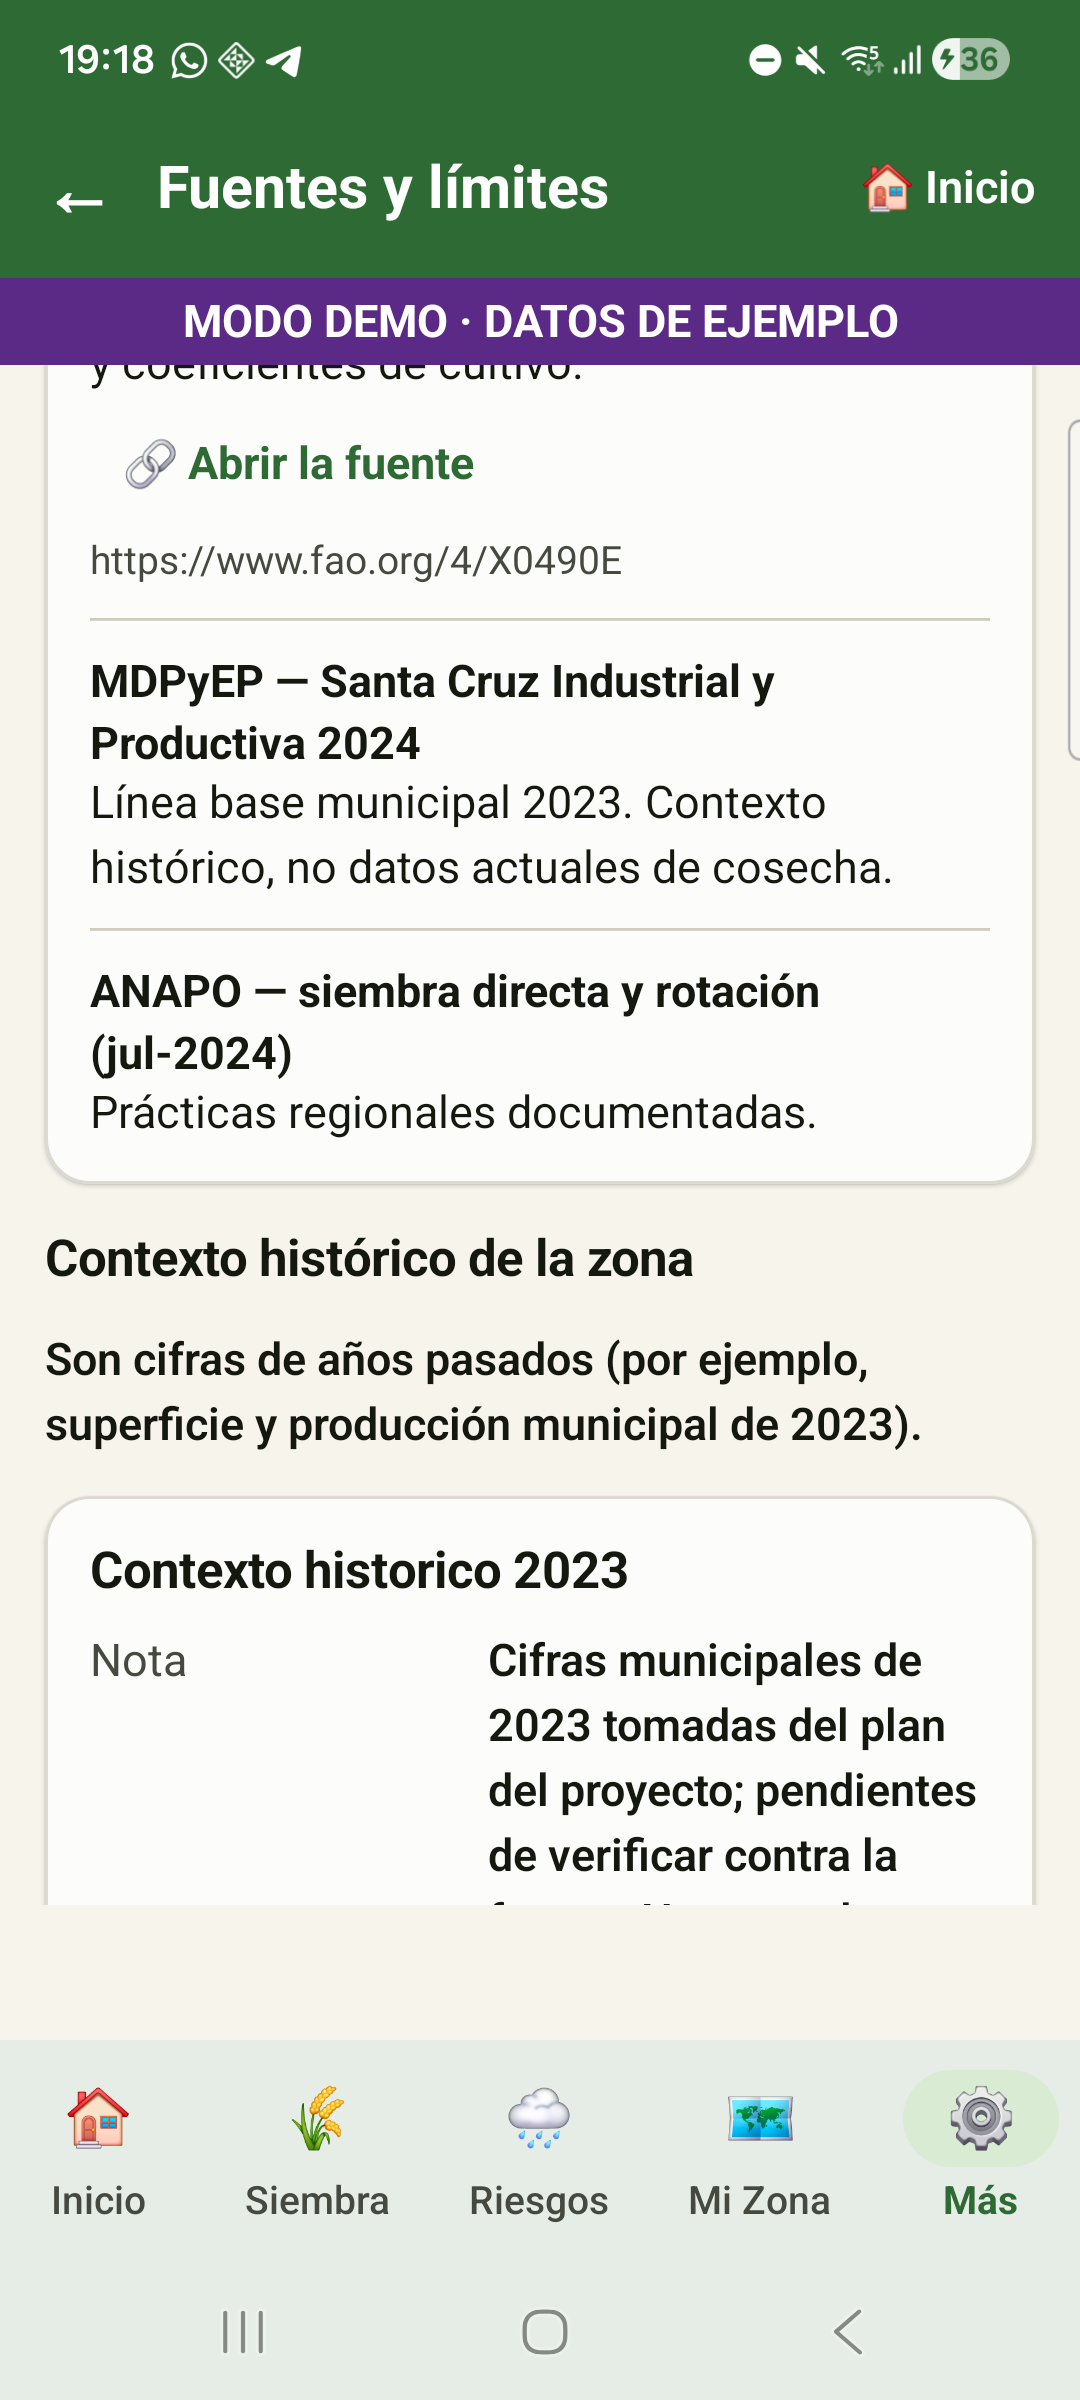 19:18
5
36
← Fuentes y límites
Inicio
MODO DEMO · DATOS DE EJEMPLO
y coeficientes de cultivo.
Abrir la fuente
https://www.fao.org/4/X0490E
MDPyEP — Santa Cruz Industrial y
Productiva 2024
Línea base municipal 2023. Contexto
histórico, no datos actuales de cosecha.
ANAPO — siembra directa y rotación
(jul-2024)
Prácticas regionales documentadas.
Contexto histórico de la zona
Son cifras de años pasados (por ejemplo,
superficie y producción municipal de 2023).
Contexto historico 2023
Nota
Cifras municipales de
2023 tomadas del plan
del proyecto; pendientes
de verificar contra la
Inicio
Siembra
Riesgos
Mi Zona
Más